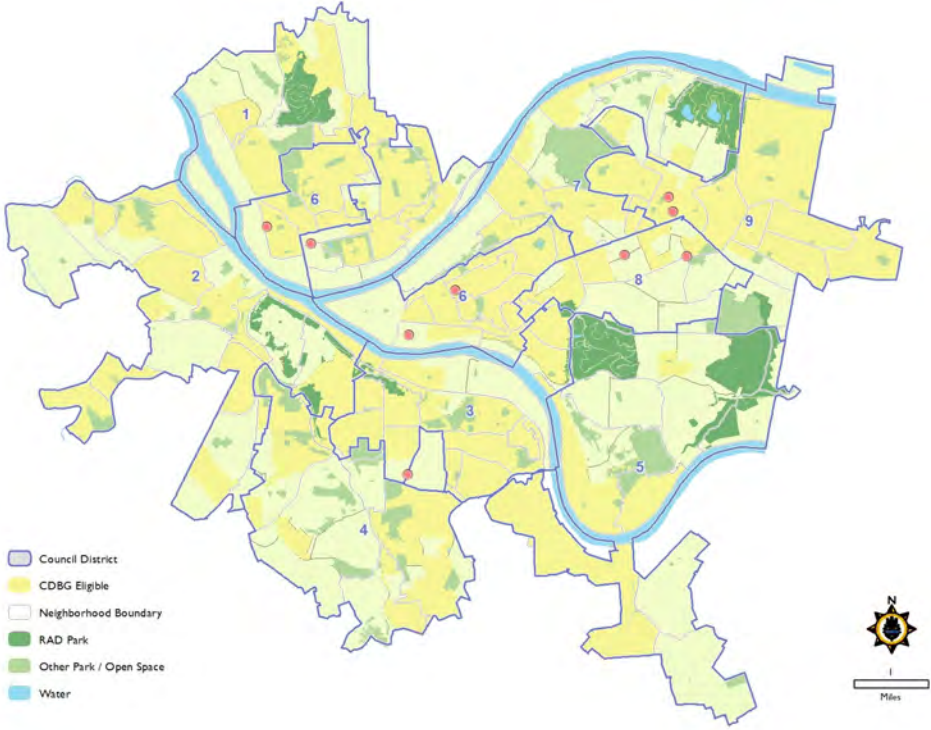 1
6
7
7
9
2
8
6
3
5
4
Council District
CDBG Eligible
Neighborhood Boundary
RAD Park
Other Park / Open Space
Water
N
1
Miles